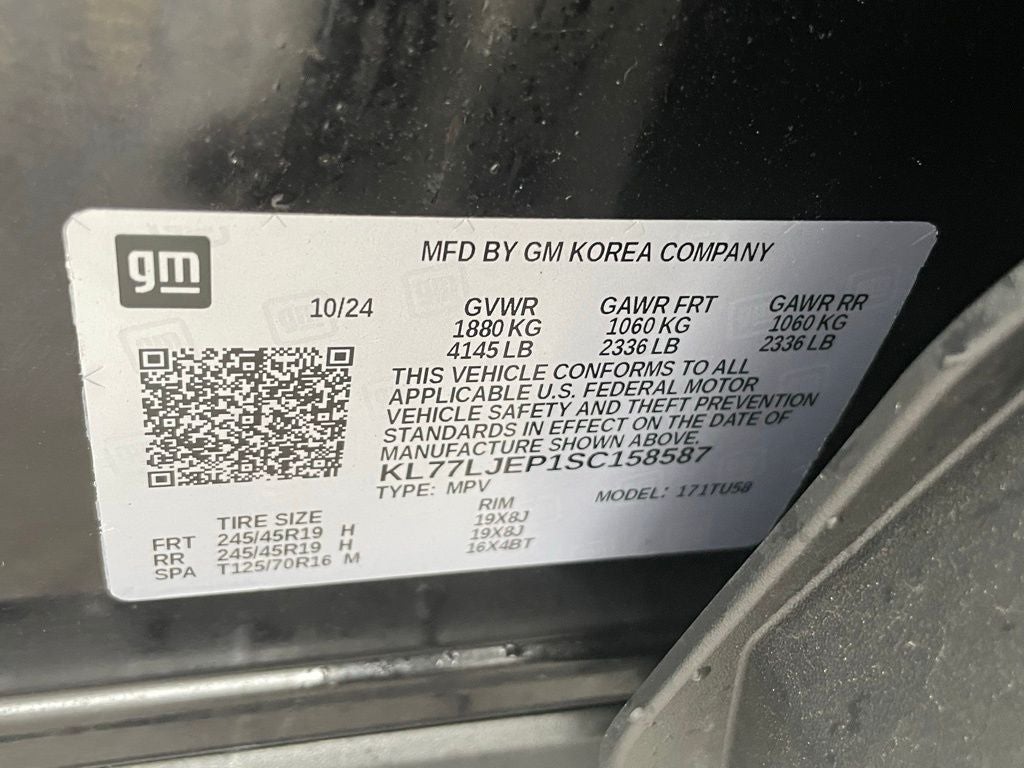 gm
MFD BY GM KOREA COMPANY
10/24 GVWR GAWR FRT GAWR RR
1880 KG 1060 KG 1060 KG
4145 LB 2336 LB 2336 LB
THIS VEHICLE CONFORMS TO ALL
APPLICABLE U.S. FEDERAL MOTOR
VEHICLE SAFETY AND THEFT PREVENTION
STANDARDS IN EFFECT ON THE DATE OF
MANUFACTURE SHOWN ABOVE.
KL77LJEP1SC158587
TYPE: MPV MODEL: 171TU58
TIRE SIZE RIM
FRT 245/45R19 H 19X8J
RR 245/45R19 H 19X8J
SPA T125/70R16 M 16X4BT